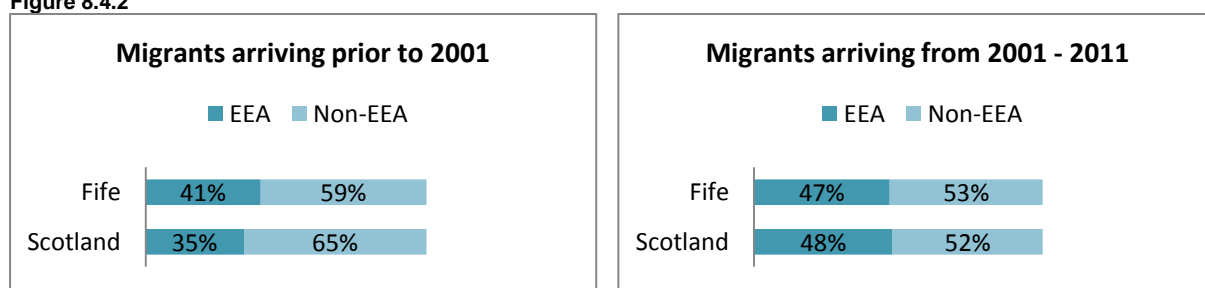 Figure 8.4.2
Migrants arriving prior to 2001
EEA Non-EEA
Fife 41% 59%
Scotland 35% 65%
Migrants arriving from 2001 - 2011
EEA Non-EEA
Fife 47% 53%
Scotland 48% 52%